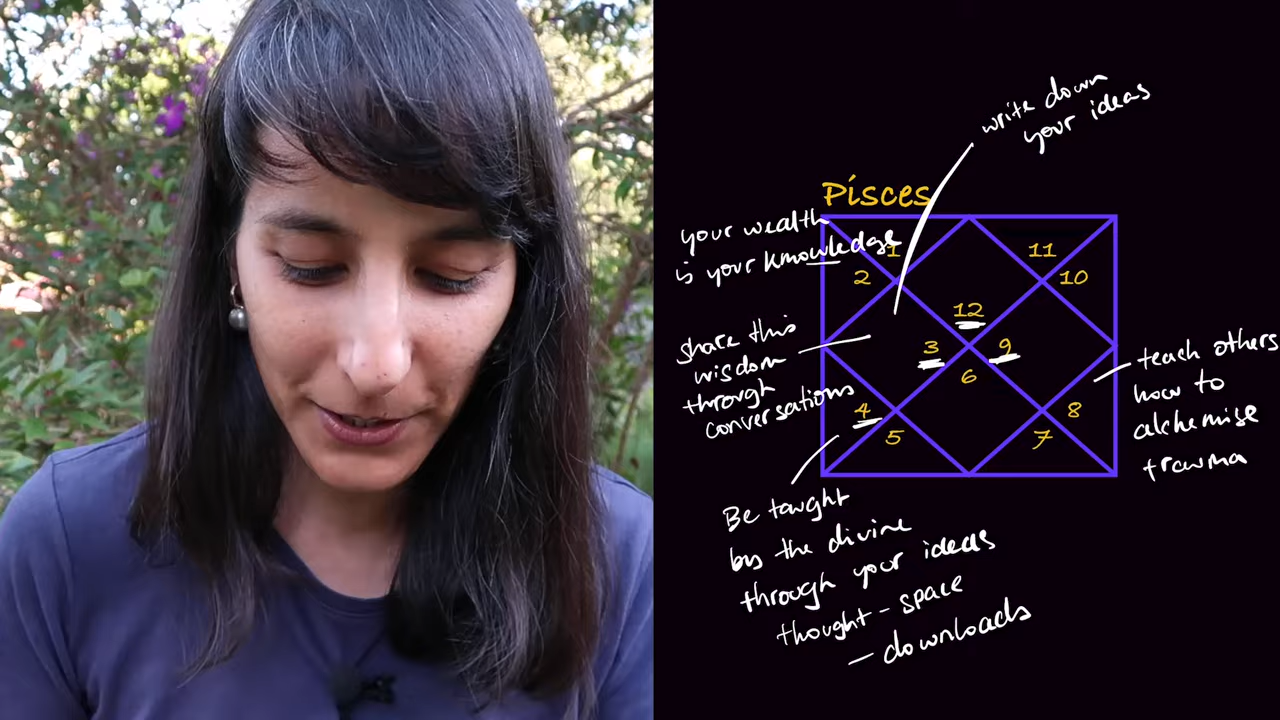 write down
your ideas
Pisces
your wealth
is your knowledge
1
11
2
10
12
share this
wisdom
through
conversations
3
9
6
teach others
how to
alchemise
trauma
4
8
5
7
Be taught
by the divine
through your ideas
thought - space
- downloads